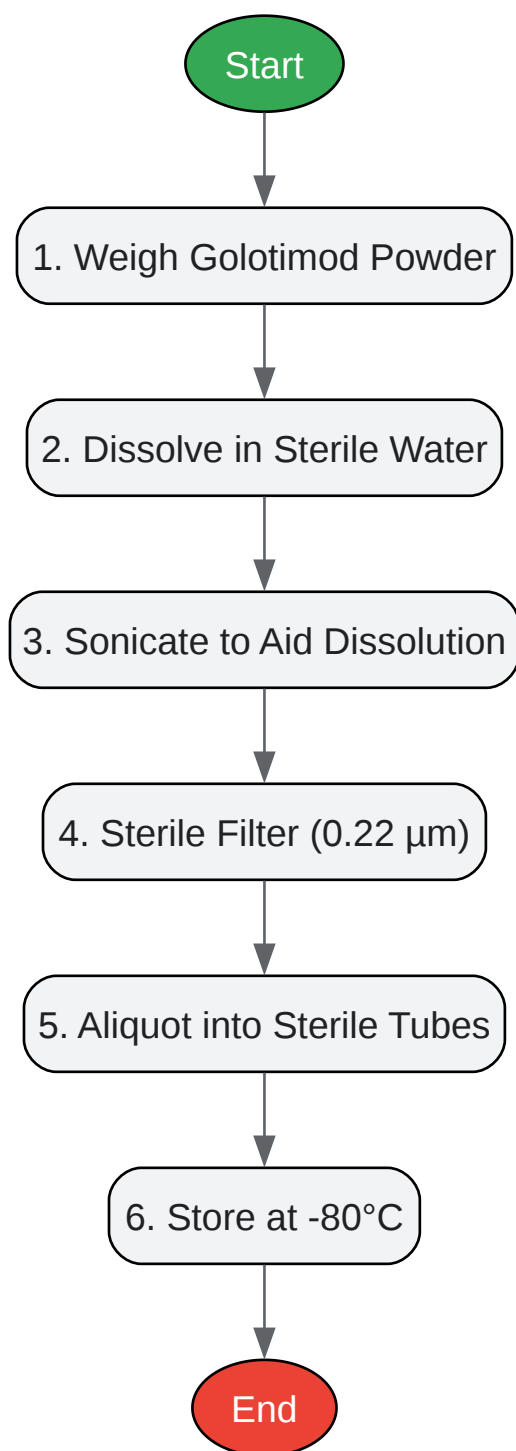 Start
1. Weigh Golotimod Powder
2. Dissolve in Sterile Water
3. Sonicate to Aid Dissolution
4. Sterile Filter (0.22 µm)
5. Aliquot into Sterile Tubes
6. Store at -80°C
End